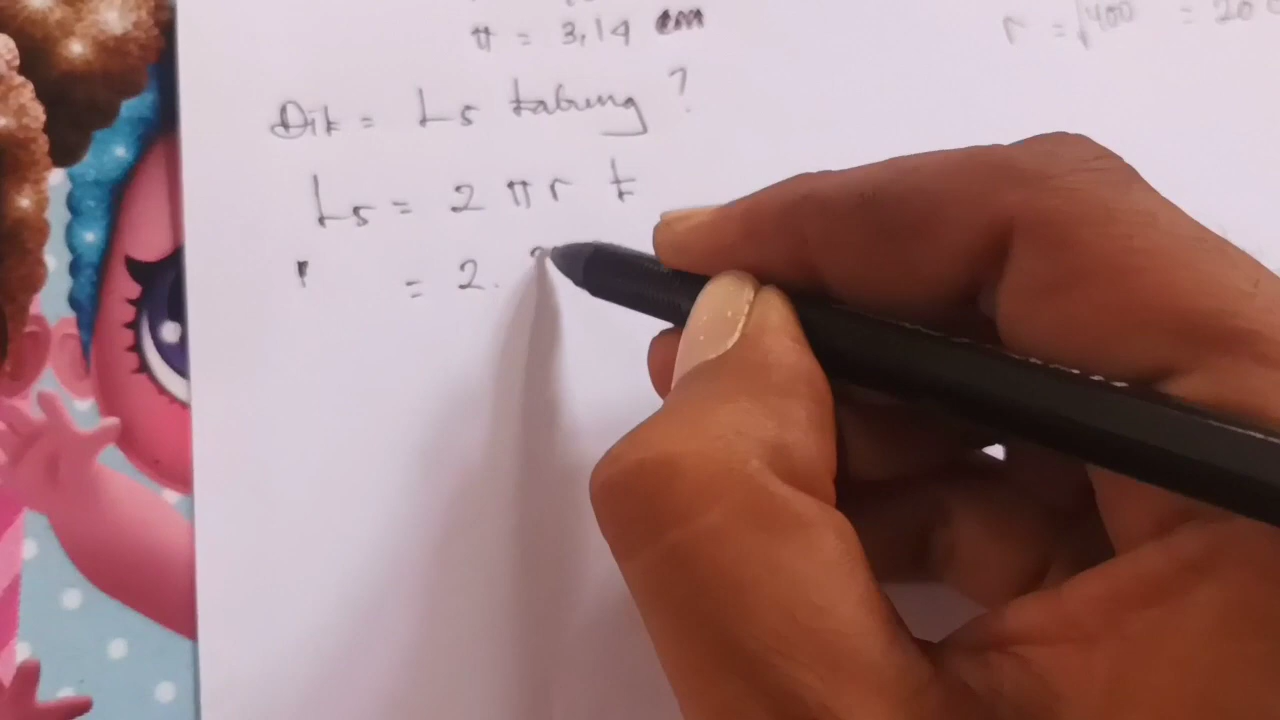 π = 3,14 cm
r = √400 = 20
Dit = Ls tabung ?
Ls = 2 π r t
= 2.